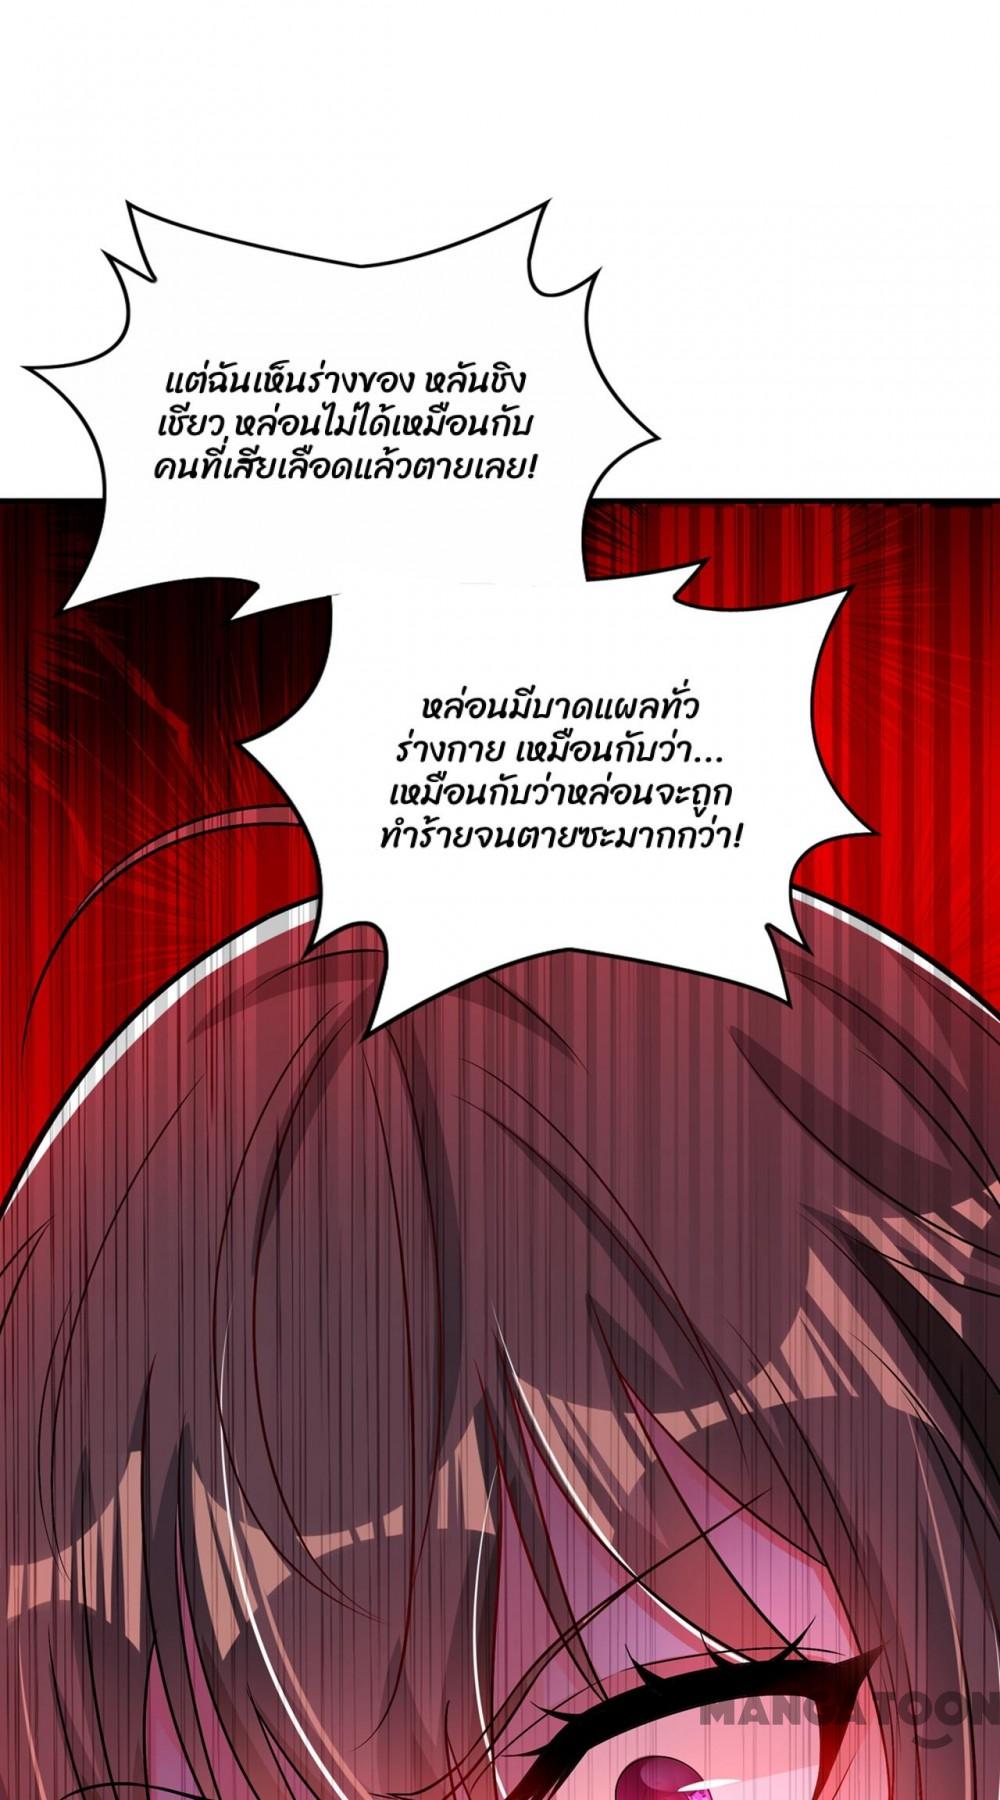 แต่ฉันเห็นร่างของ หลันชิง
เชียว หล่อนไม่ได้เหมือนกับ
คนที่เสียเลือดแล้วตายเลย!
หล่อนมีบาดแผลทั่ว
ร่างกาย เหมือนกับว่า...
เหมือนกับว่าหล่อนจะถูก
ทำร้ายจนตายซะมากกว่า!
MANGATOON